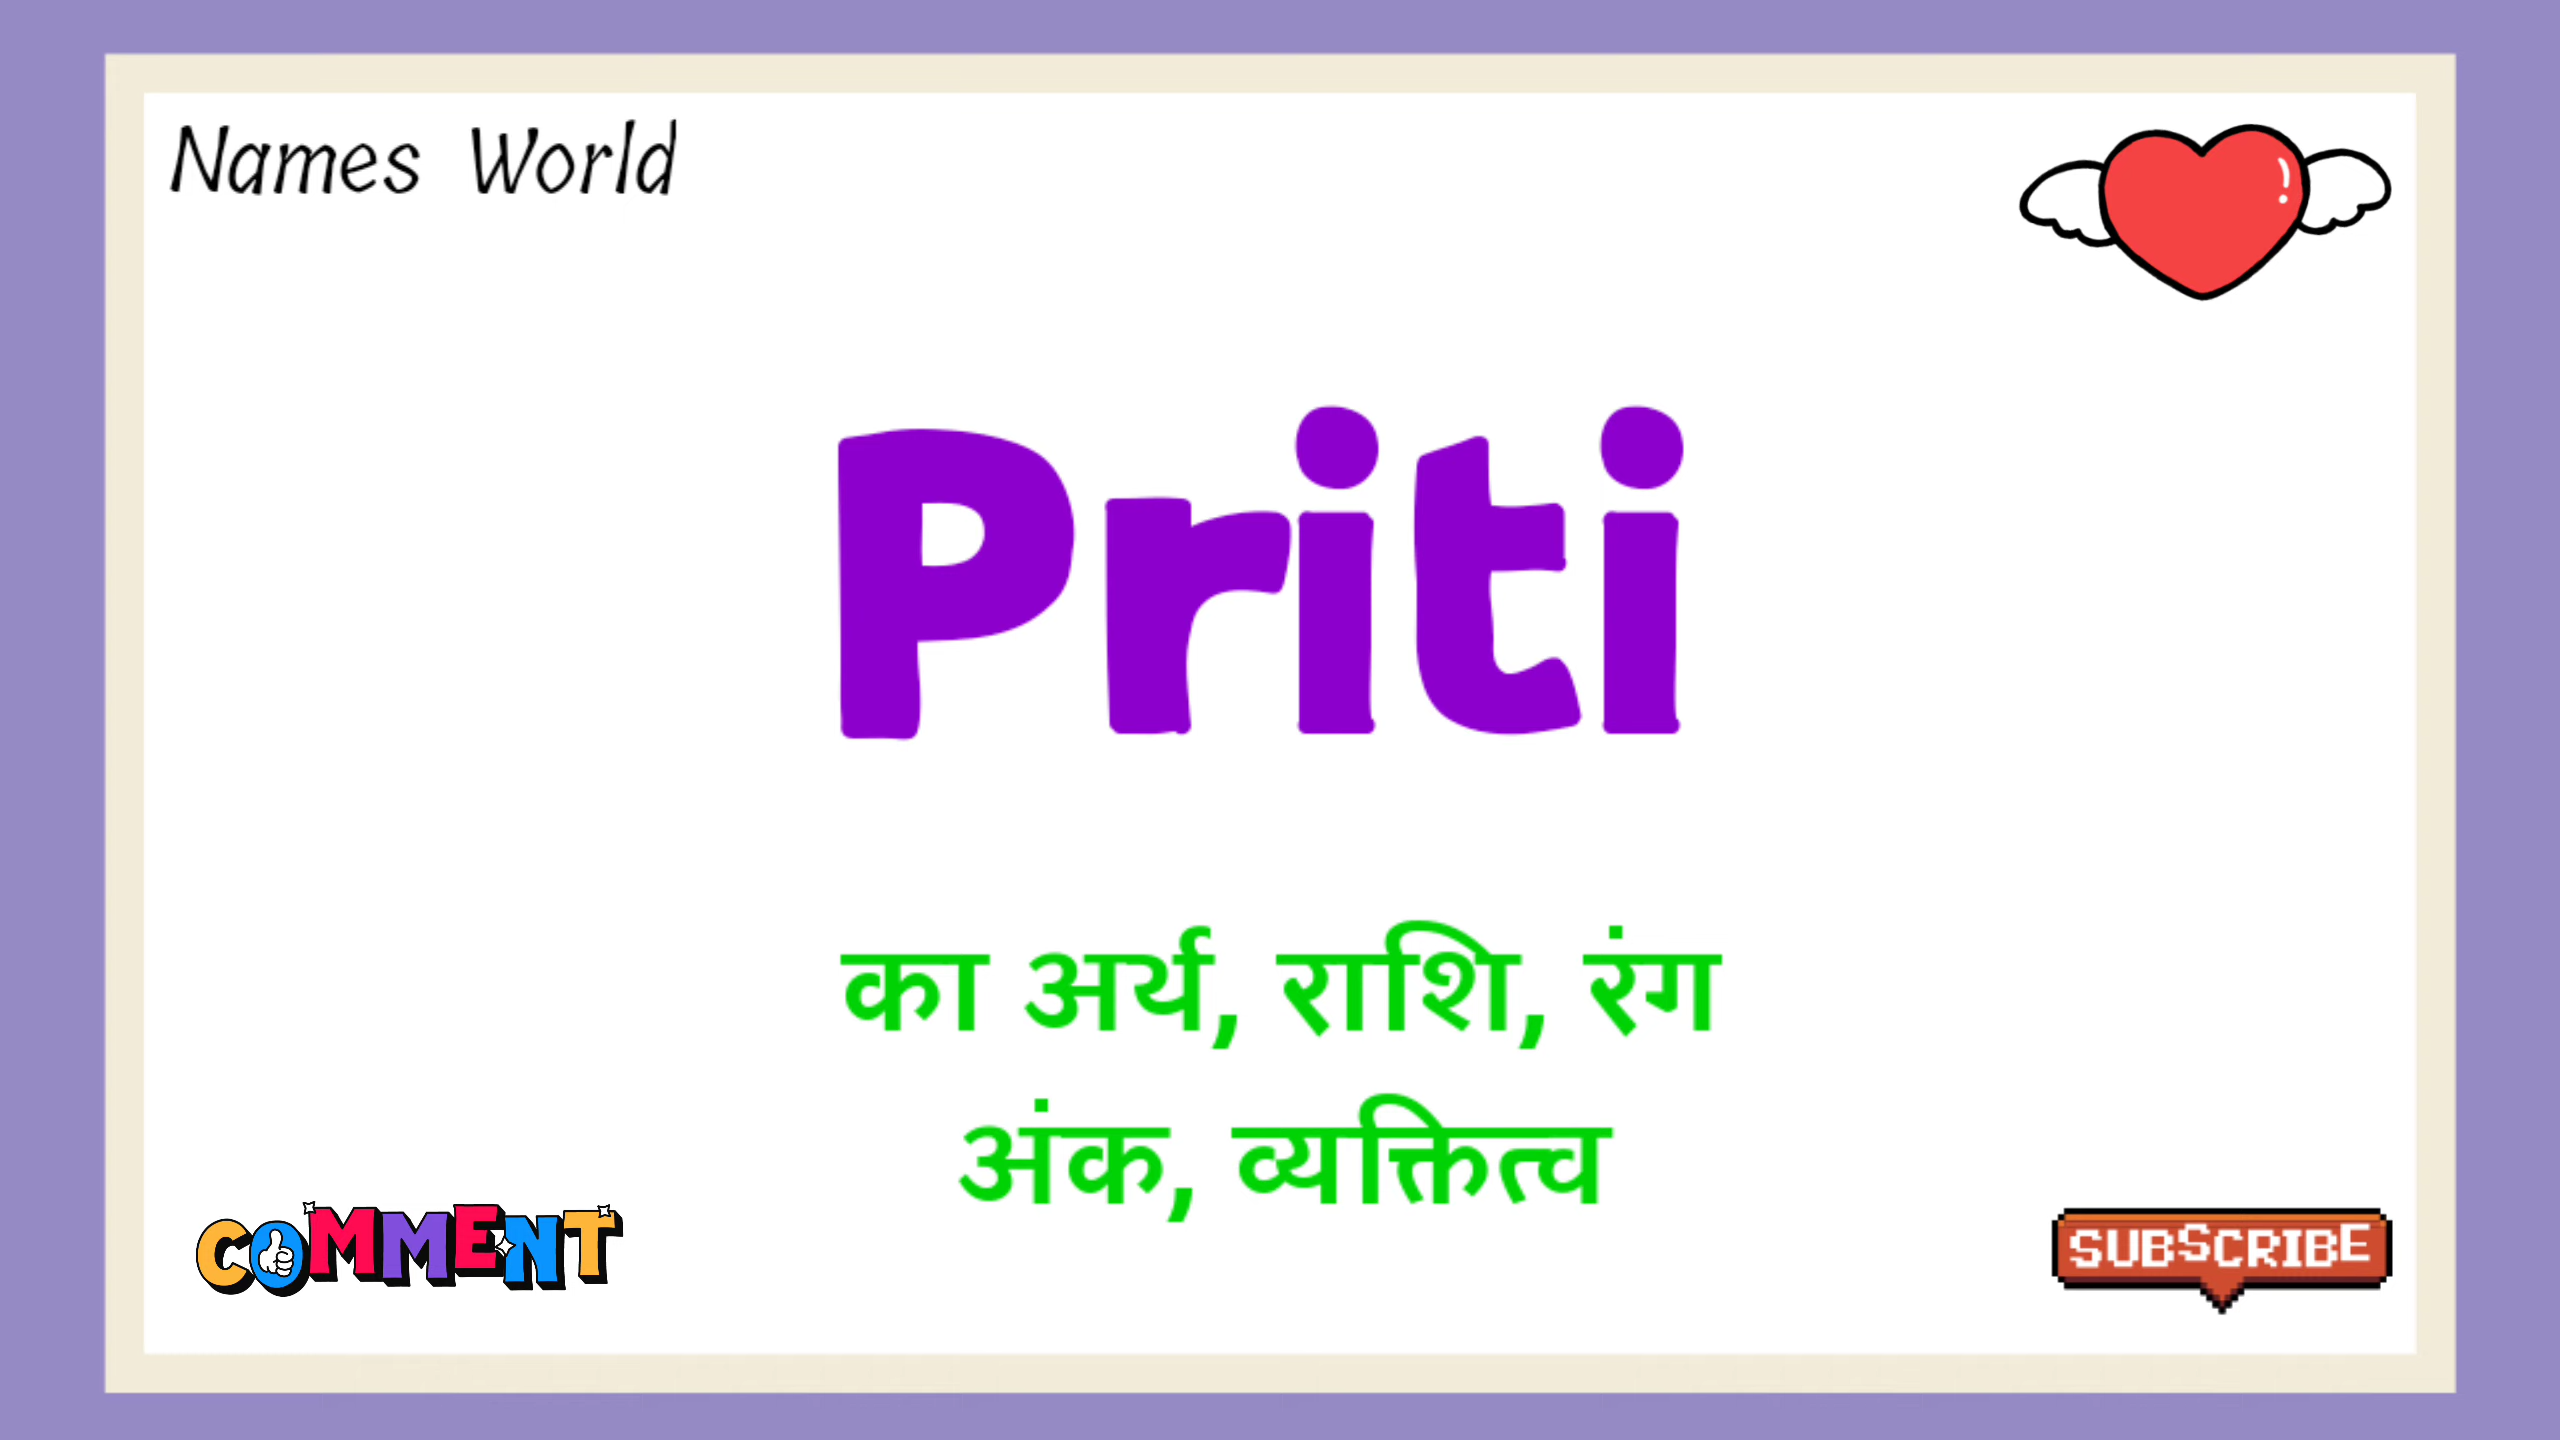 Names World
Priti
का अर्थ, राशि, रंग
अंक, व्यक्तित्व
COMMENT
SUBSCRIBE